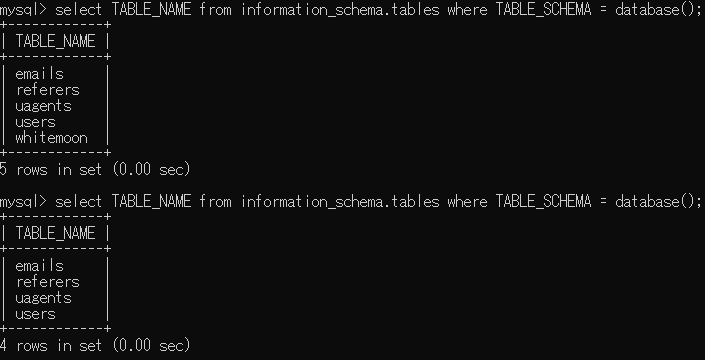 mysql> select TABLE_NAME from information_schema.tables where TABLE_SCHEMA = database();
+------------+
| TABLE_NAME |
+------------+
| emails     |
| referers   |
| uagents    |
| users      |
| whitemoon  |
+------------+
5 rows in set (0.00 sec)
mysql> select TABLE_NAME from information_schema.tables where TABLE_SCHEMA = database();
+------------+
| TABLE_NAME |
+------------+
| emails     |
| referers   |
| uagents    |
| users      |
+------------+
4 rows in set (0.00 sec)